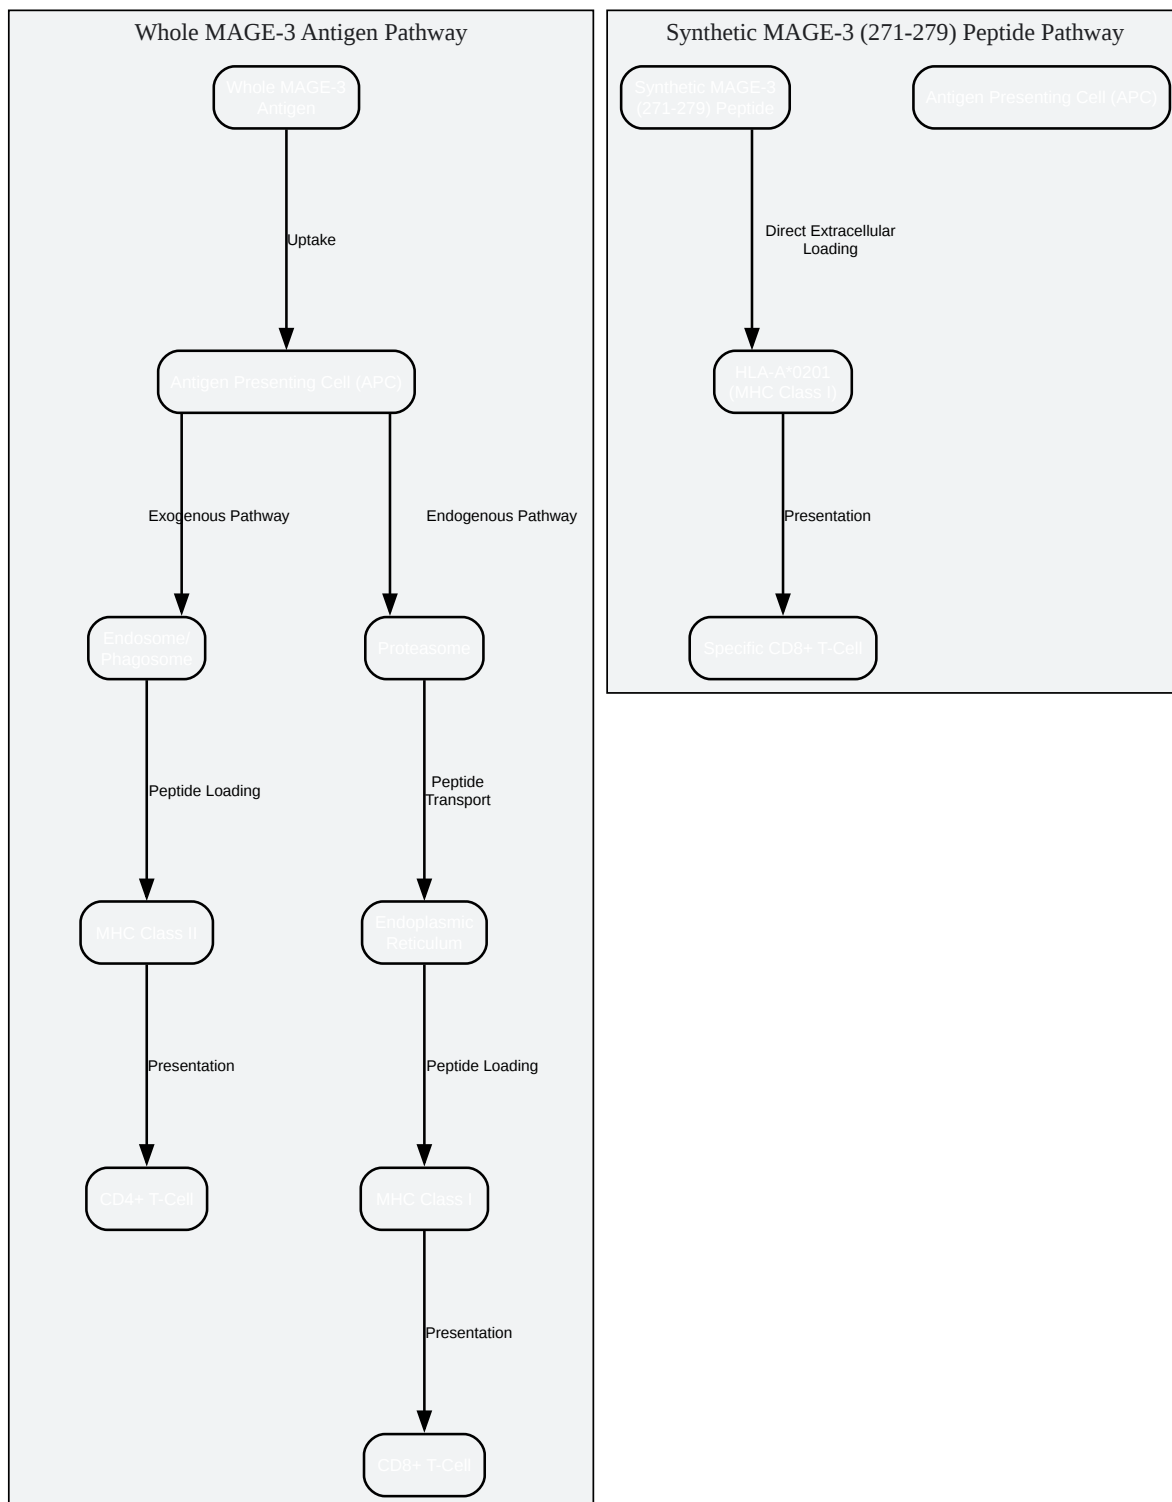 Whole MAGE-3 Antigen Pathway
Whole MAGE-3
Antigen
Uptake
Antigen Presenting Cell (APC)
Exogenous Pathway
Endogenous Pathway
Endosome/
Phagosome
Proteasome
Peptide Loading
Peptide
Transport
MHC Class II
Endoplasmic
Reticulum
Presentation
Peptide Loading
CD4+ T-Cell
MHC Class I
Presentation
CD8+ T-Cell
Synthetic MAGE-3 (271-279) Peptide Pathway
Synthetic MAGE-3
(271-279) Peptide
Antigen Presenting Cell (APC)
Direct Extracellular
Loading
HLA-A*0201
(MHC Class I)
Presentation
Specific CD8+ T-Cell